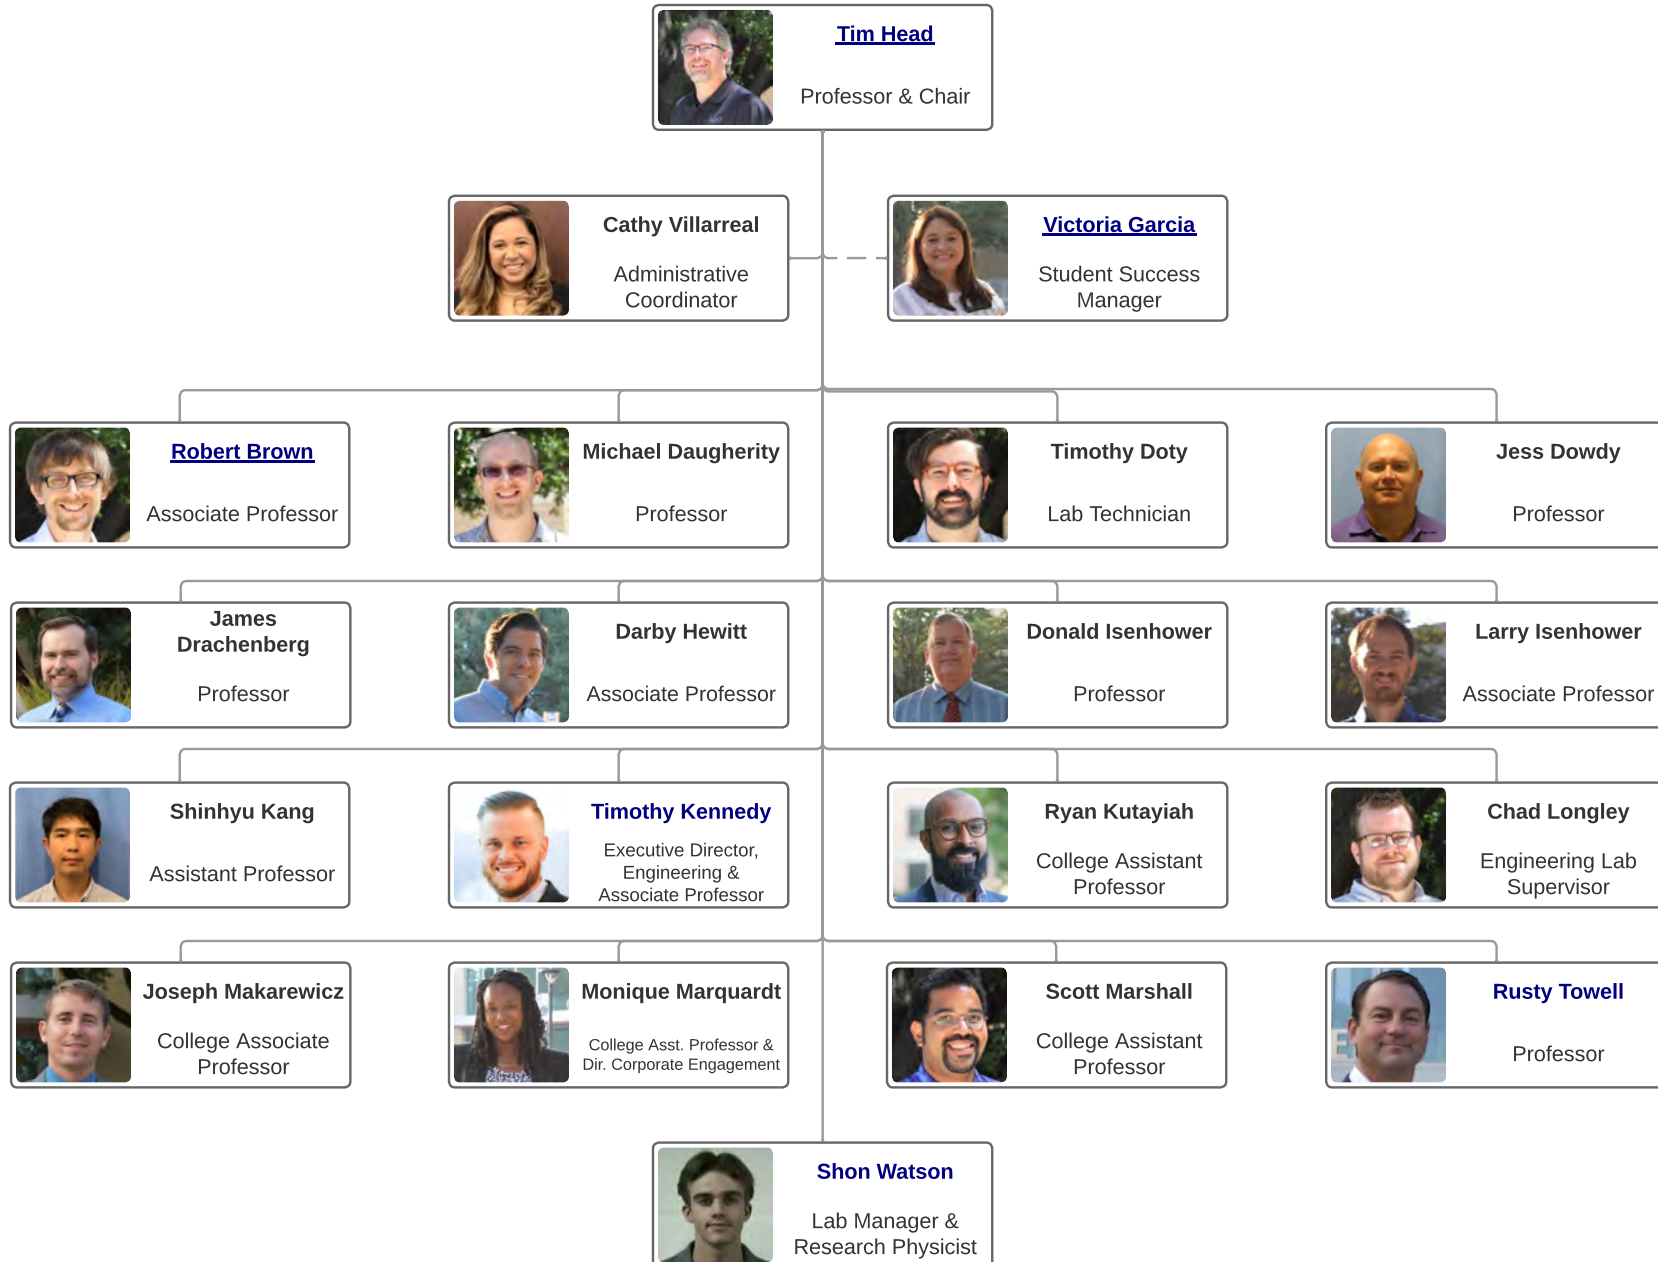 Tim Head
Professor & Chair
Cathy Villarreal
Administrative
Coordinator
Victoria Garcia
Student Success
Manager
Robert Brown
Associate Professor
Michael Daugherity
Professor
Timothy Doty
Lab Technician
Jess Dowdy
Professor
James
Drachenberg
Professor
Darby Hewitt
Associate Professor
Donald Isenhower
Professor
Larry Isenhower
Associate Professor
Shinhyu Kang
Assistant Professor
Timothy Kennedy
Executive Director,
Engineering &
Associate Professor
Ryan Kutayiah
College Assistant
Professor
Chad Longley
Engineering Lab
Supervisor
Joseph Makarewicz
College Associate
Professor
Monique Marquardt
College Asst. Professor &
Dir. Corporate Engagement
Scott Marshall
College Assistant
Professor
Rusty Towell
Professor
Shon Watson
Lab Manager &
Research Physicist